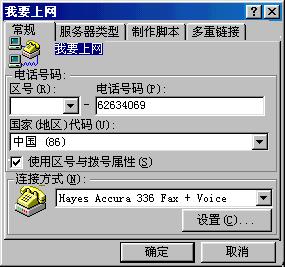 我要上网
常规 服务器类型 制作脚本 多重链接
我要上网
电话号码:
区号(R): 电话号码(P):
- 62634069
国家(地区)代码(U):
中国 (86)
使用区号与拨号属性(S)
连接方式(N):
Hayes Accura 336 Fax + Voice
设置(C)...
确定 取消